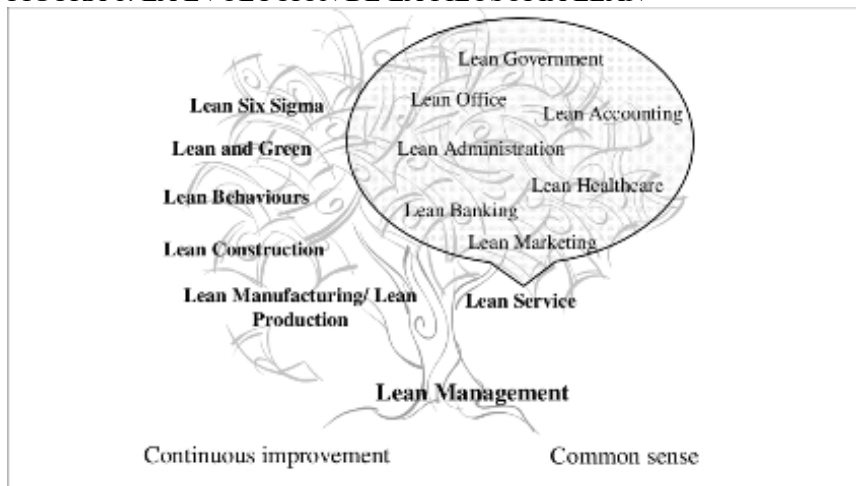 Lean Government
Lean Office
Lean Six Sigma
Lean Accounting
Lean and Green
Lean Administration
Lean Healthcare
Lean Behaviours
Lean Banking
Lean Construction
Lean Marketing
Lean Manufacturing/ Lean
Production
Lean Service
Lean Management
Continuous improvement
Common sense